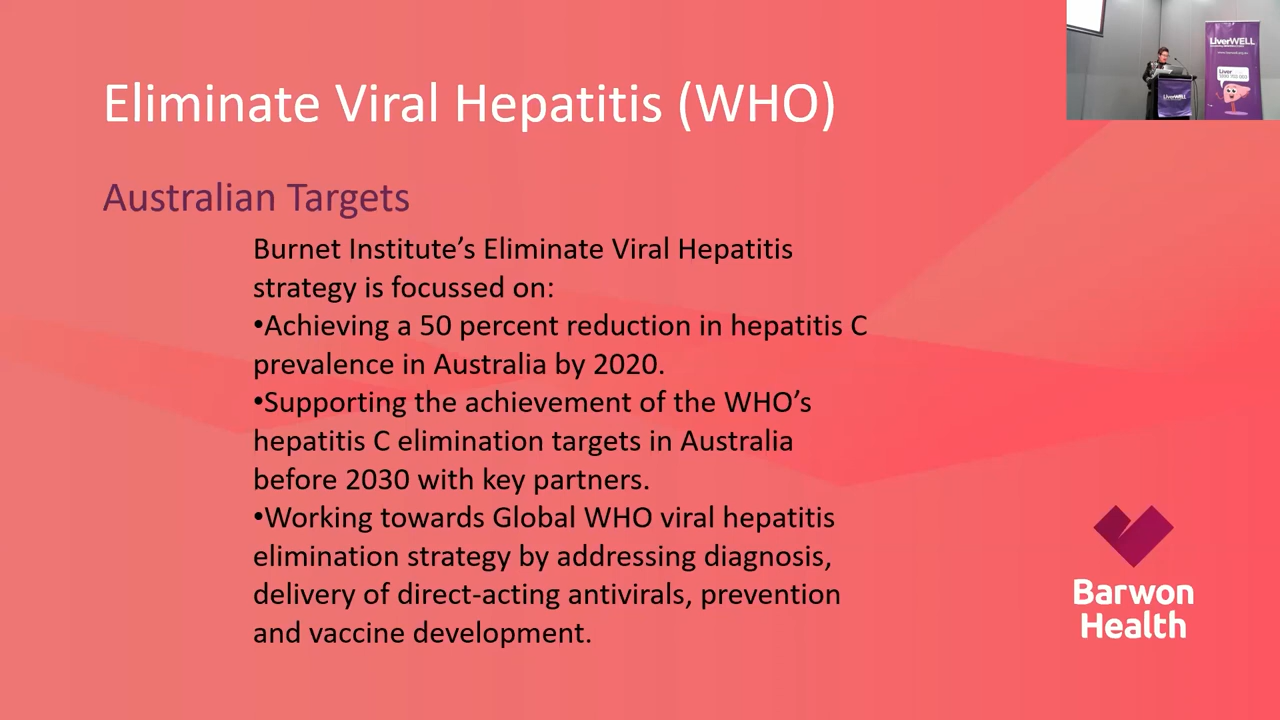 Eliminate Viral Hepatitis (WHO)
Australian Targets
Burnet Institute’s Eliminate Viral Hepatitis
strategy is focussed on:
•Achieving a 50 percent reduction in hepatitis C
prevalence in Australia by 2020.
•Supporting the achievement of the WHO’s
hepatitis C elimination targets in Australia
before 2030 with key partners.
•Working towards Global WHO viral hepatitis
elimination strategy by addressing diagnosis,
delivery of direct-acting antivirals, prevention
and vaccine development.
Barwon
Health
LiverWELL
Liver
LiverWELL